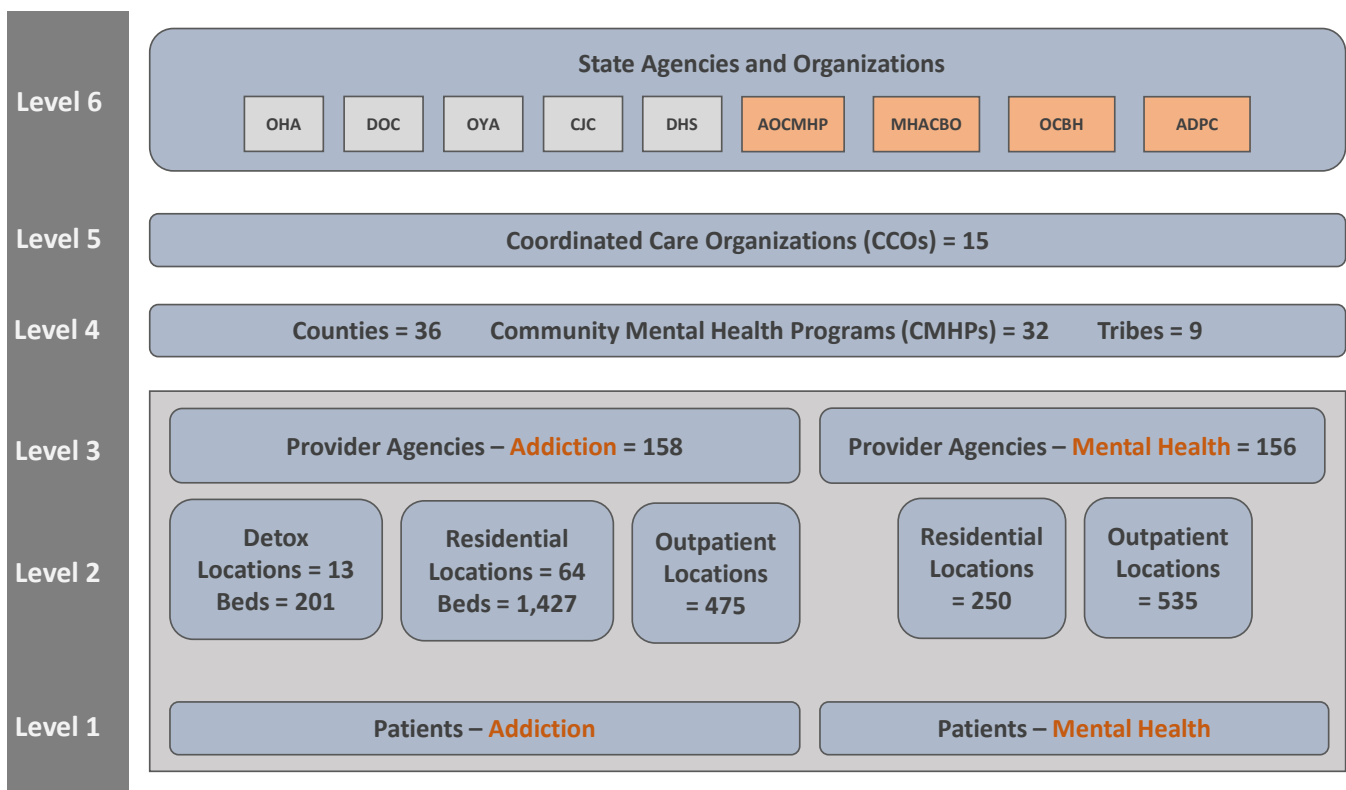 Level 6
State Agencies and Organizations
OHA
DOC
OYA
CJC
DHS
AOCMHP
MHACBO
OCBH
ADPC
Level 5
Coordinated Care Organizations (CCOs) = 15
Level 4
Counties = 36 Community Mental Health Programs (CMHPs) = 32 Tribes = 9
Level 3
Provider Agencies – Addiction = 158
Provider Agencies – Mental Health = 156
Level 2
Detox
Locations = 13
Beds = 201
Residential
Locations = 64
Beds = 1,427
Outpatient
Locations
= 475
Residential
Locations
= 250
Outpatient
Locations
= 535
Level 1
Patients – Addiction
Patients – Mental Health